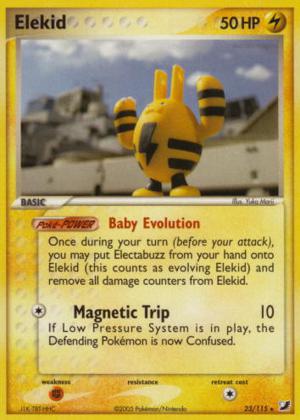 Elekid 50 HP
BASIC Illus. Yuka Morii
Poké-POWER Baby Evolution
Once during your turn (before your attack),
you may put Electabuzz from your hand onto
Elekid (this counts as evolving Elekid) and
remove all damage counters from Elekid.
Magnetic Trip 10
If Low Pressure System is in play, the
Defending Pokémon is now Confused.
weakness resistance retreat cost
©2005 Pokémon/Nintendo 23/115